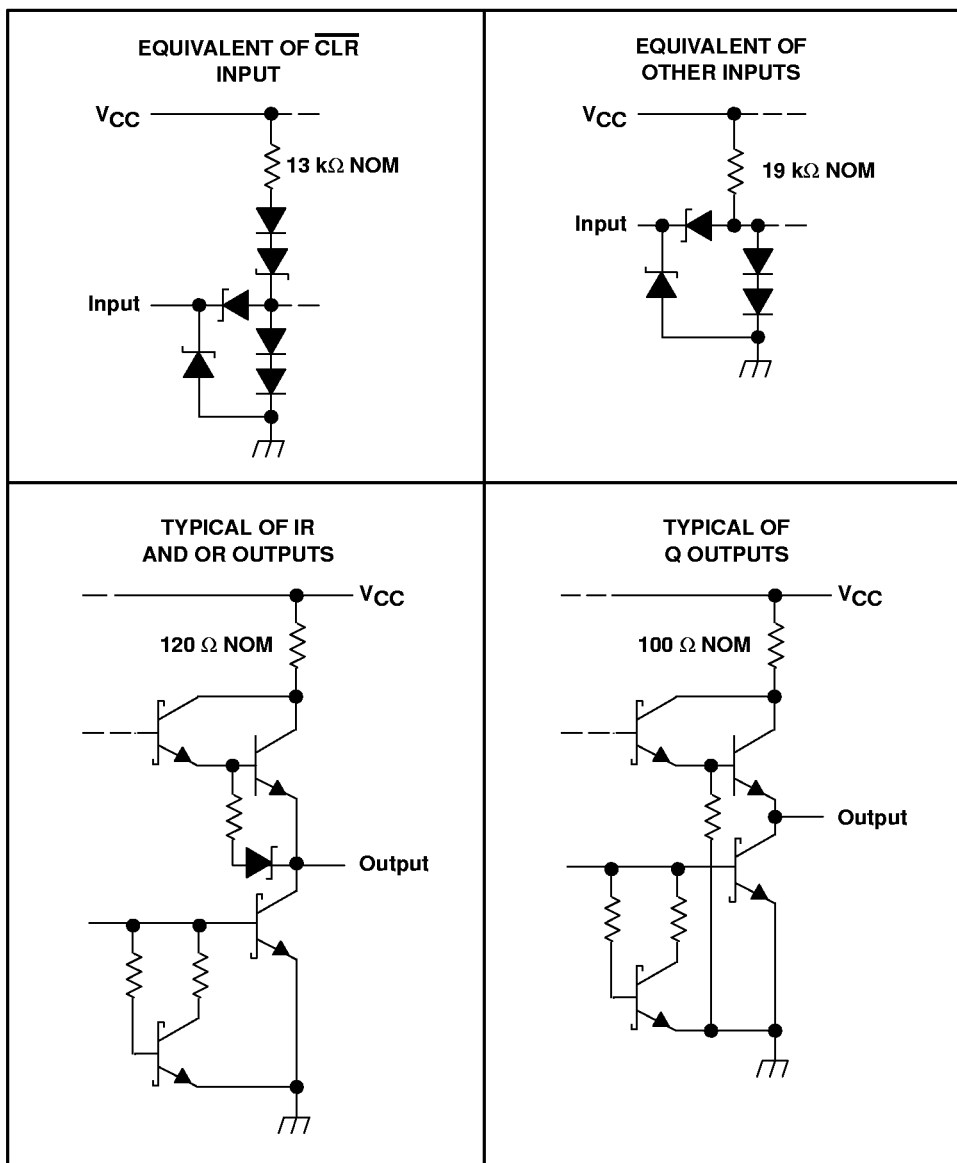 EQUIVALENT OF C̅L̅R̅
INPUT
VCC
13 kΩ NOM
Input
EQUIVALENT OF
OTHER INPUTS
VCC
19 kΩ NOM
Input
TYPICAL OF IR
AND OR OUTPUTS
VCC
120 Ω NOM
Output
TYPICAL OF
Q OUTPUTS
VCC
100 Ω NOM
Output